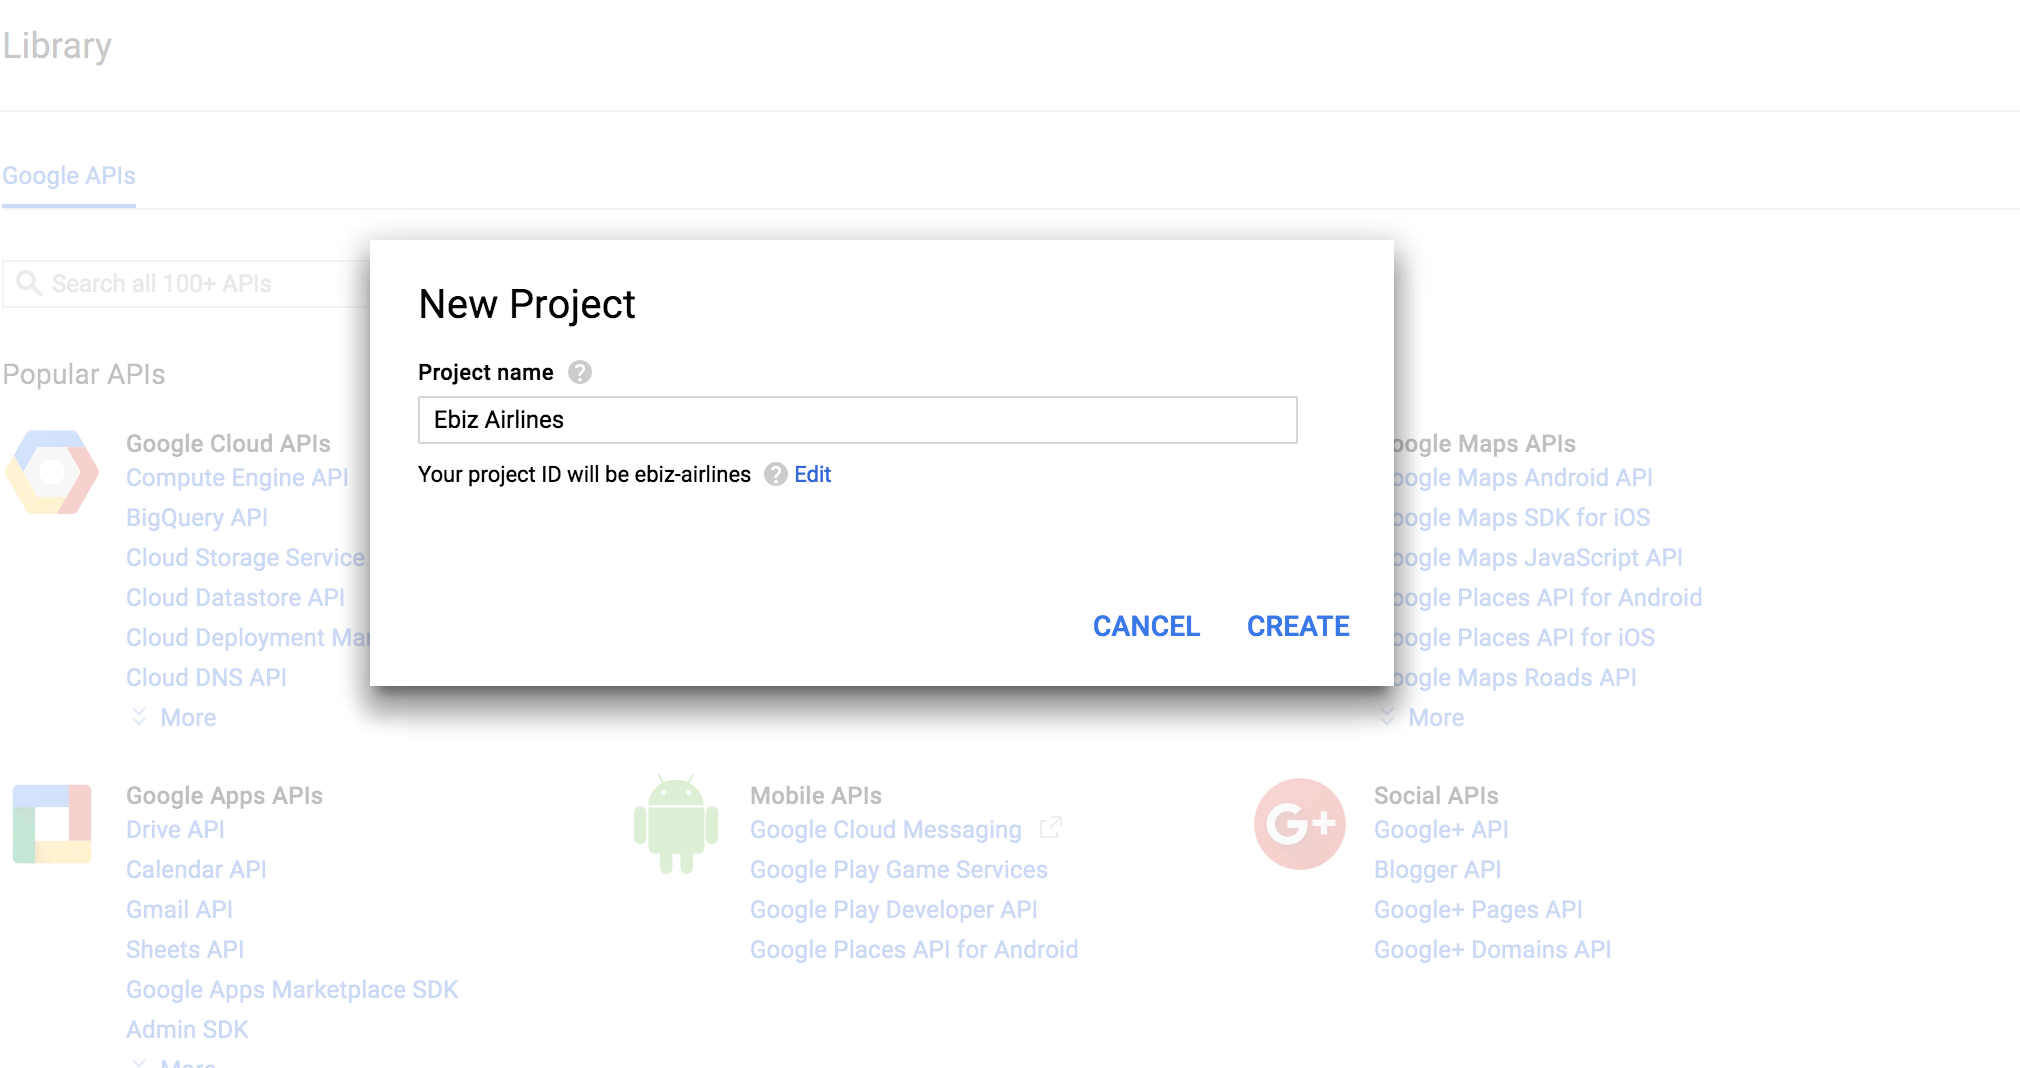 Library
Google APIs
Search all 100+ APIs
New Project
Project name ?
Ebiz Airlines
Your project ID will be ebiz-airlines ? Edit
CANCEL CREATE
Popular APIs
Google Cloud APIs
Compute Engine API
BigQuery API
Cloud Storage Service
Cloud Datastore API
Cloud Deployment
Cloud DNS API
More
oogle Maps APIs
oogle Maps Android API
oogle Maps SDK for iOS
oogle Maps JavaScript API
oogle Places API for Android
oogle Places API for iOS
oogle Maps Roads API
More
Google Apps APIs
Drive API
Calendar API
Gmail API
Sheets API
Google Apps Marketplace SDK
Admin SDK
More
Mobile APIs
Google Cloud Messaging
Google Play Game Services
Google Play Developer API
Google Places API for Android
G+
Social APIs
Google+ API
Blogger API
Google+ Pages API
Google+ Domains API